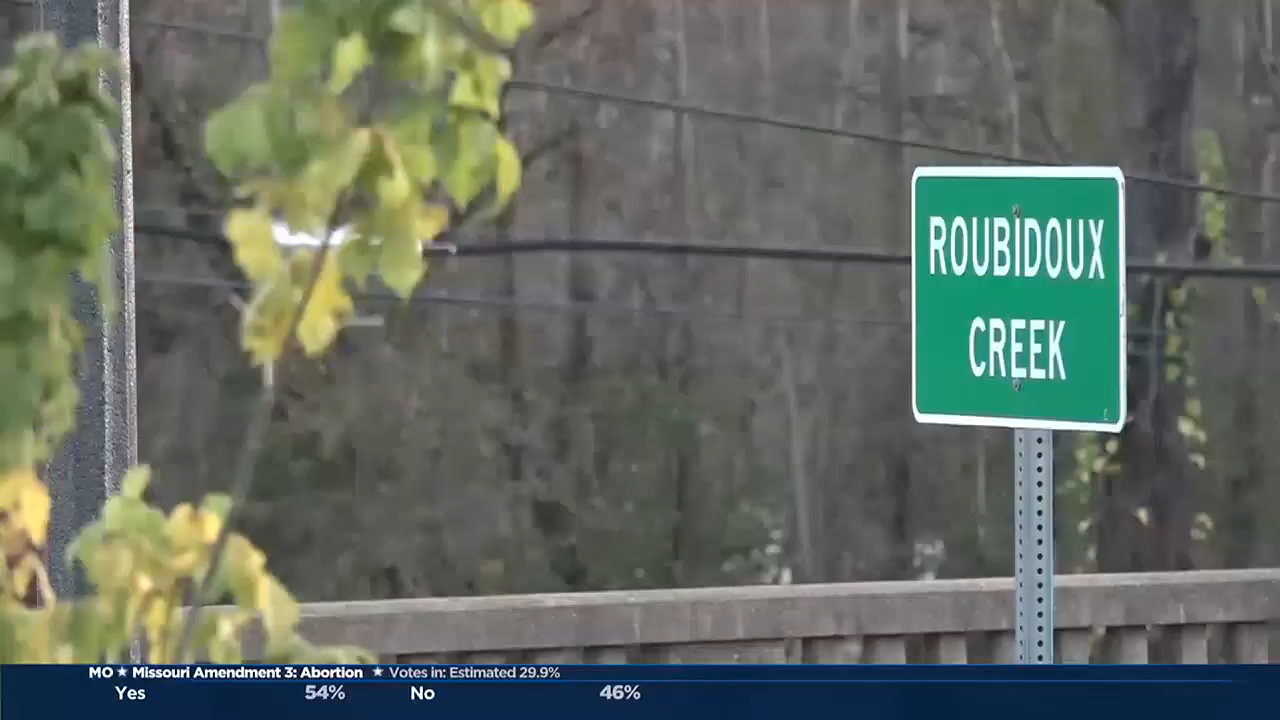 ROUBIDOUX
CREEK
MO ★ Missouri Amendment 3: Abortion ★ Votes in: Estimated 29.9%
Yes 54% No 46%